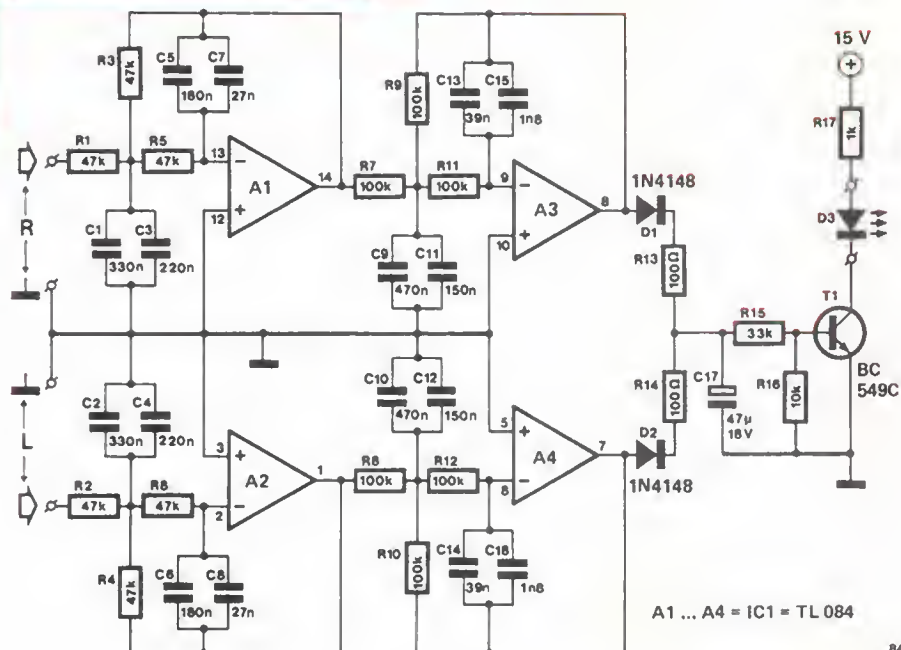 R3
47k
C5
180n
C7
27n
R1
47k
R5
47k
13
12
A1
14
R
C1
330n
C3
220n
R9
100k
C13
39n
C15
1n8
R7
100k
R11
100k
9
10
A3
8
C9
470n
C11
150n
1N4148
D1
R13
100Ω
15 V
+
R17
1k
D3
T1
BC
549C
R15
33k
R14
100Ω
C17
47µ
18V
R16
10k
D2
1N4148
L
C2
330n
C4
220n
R2
47k
R8
47k
3
2
A2
1
R4
47k
C6
180n
C8
27n
C10
470n
C12
150n
R8
100k
R12
100k
5
6
A4
7
R10
100k
C14
39n
C18
1n8
A1 ... A4 = IC1 = TL 084